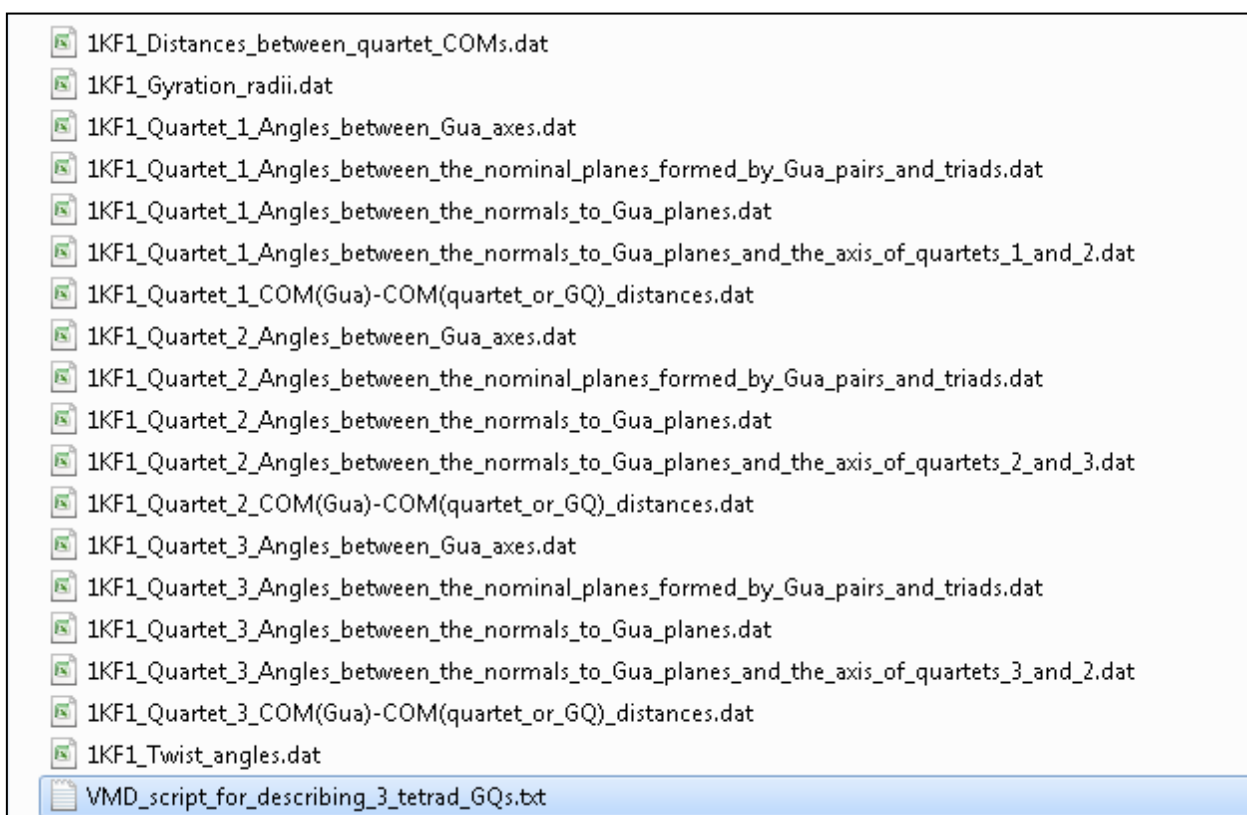 1KF1_Distances_between_quartet_COMs.dat
1KF1_Gyration_radii.dat
1KF1_Quartet_1_Angles_between_Gua_axes.dat
1KF1_Quartet_1_Angles_between_the_nominal_planes_formed_by_Gua_pairs_and_triads.dat
1KF1_Quartet_1_Angles_between_the_normals_to_Gua_planes.dat
1KF1_Quartet_1_Angles_between_the_normals_to_Gua_planes_and_the_axis_of_quartets_1_and_2.dat
1KF1_Quartet_1_COM(Gua)-COM(quartet_or_GQ)_distances.dat
1KF1_Quartet_2_Angles_between_Gua_axes.dat
1KF1_Quartet_2_Angles_between_the_nominal_planes_formed_by_Gua_pairs_and_triads.dat
1KF1_Quartet_2_Angles_between_the_normals_to_Gua_planes.dat
1KF1_Quartet_2_Angles_between_the_normals_to_Gua_planes_and_the_axis_of_quartets_2_and_3.dat
1KF1_Quartet_2_COM(Gua)-COM(quartet_or_GQ)_distances.dat
1KF1_Quartet_3_Angles_between_Gua_axes.dat
1KF1_Quartet_3_Angles_between_the_nominal_planes_formed_by_Gua_pairs_and_triads.dat
1KF1_Quartet_3_Angles_between_the_normals_to_Gua_planes.dat
1KF1_Quartet_3_Angles_between_the_normals_to_Gua_planes_and_the_axis_of_quartets_3_and_2.dat
1KF1_Quartet_3_COM(Gua)-COM(quartet_or_GQ)_distances.dat
1KF1_Twist_angles.dat
VMD_script_for_describing_3_tetrad_GQs.txt